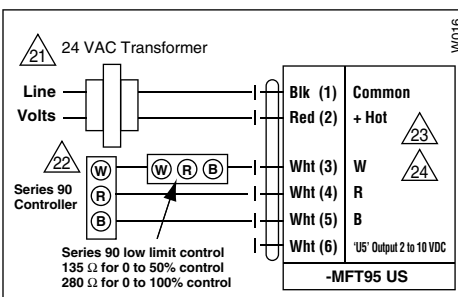 W016
21 24 VAC Transformer
Line
Volts
Blk (1) Common
Red (2) + Hot
23
22
24
Series 90
Controller
W
R
B
W R B
Wht (3) W
Wht (4) R
Wht (5) B
Wht (6) 'U5' Output 2 to 10 VDC
Series 90 low limit control
135 Ω for 0 to 50% control
280 Ω for 0 to 100% control
-MFT95 US